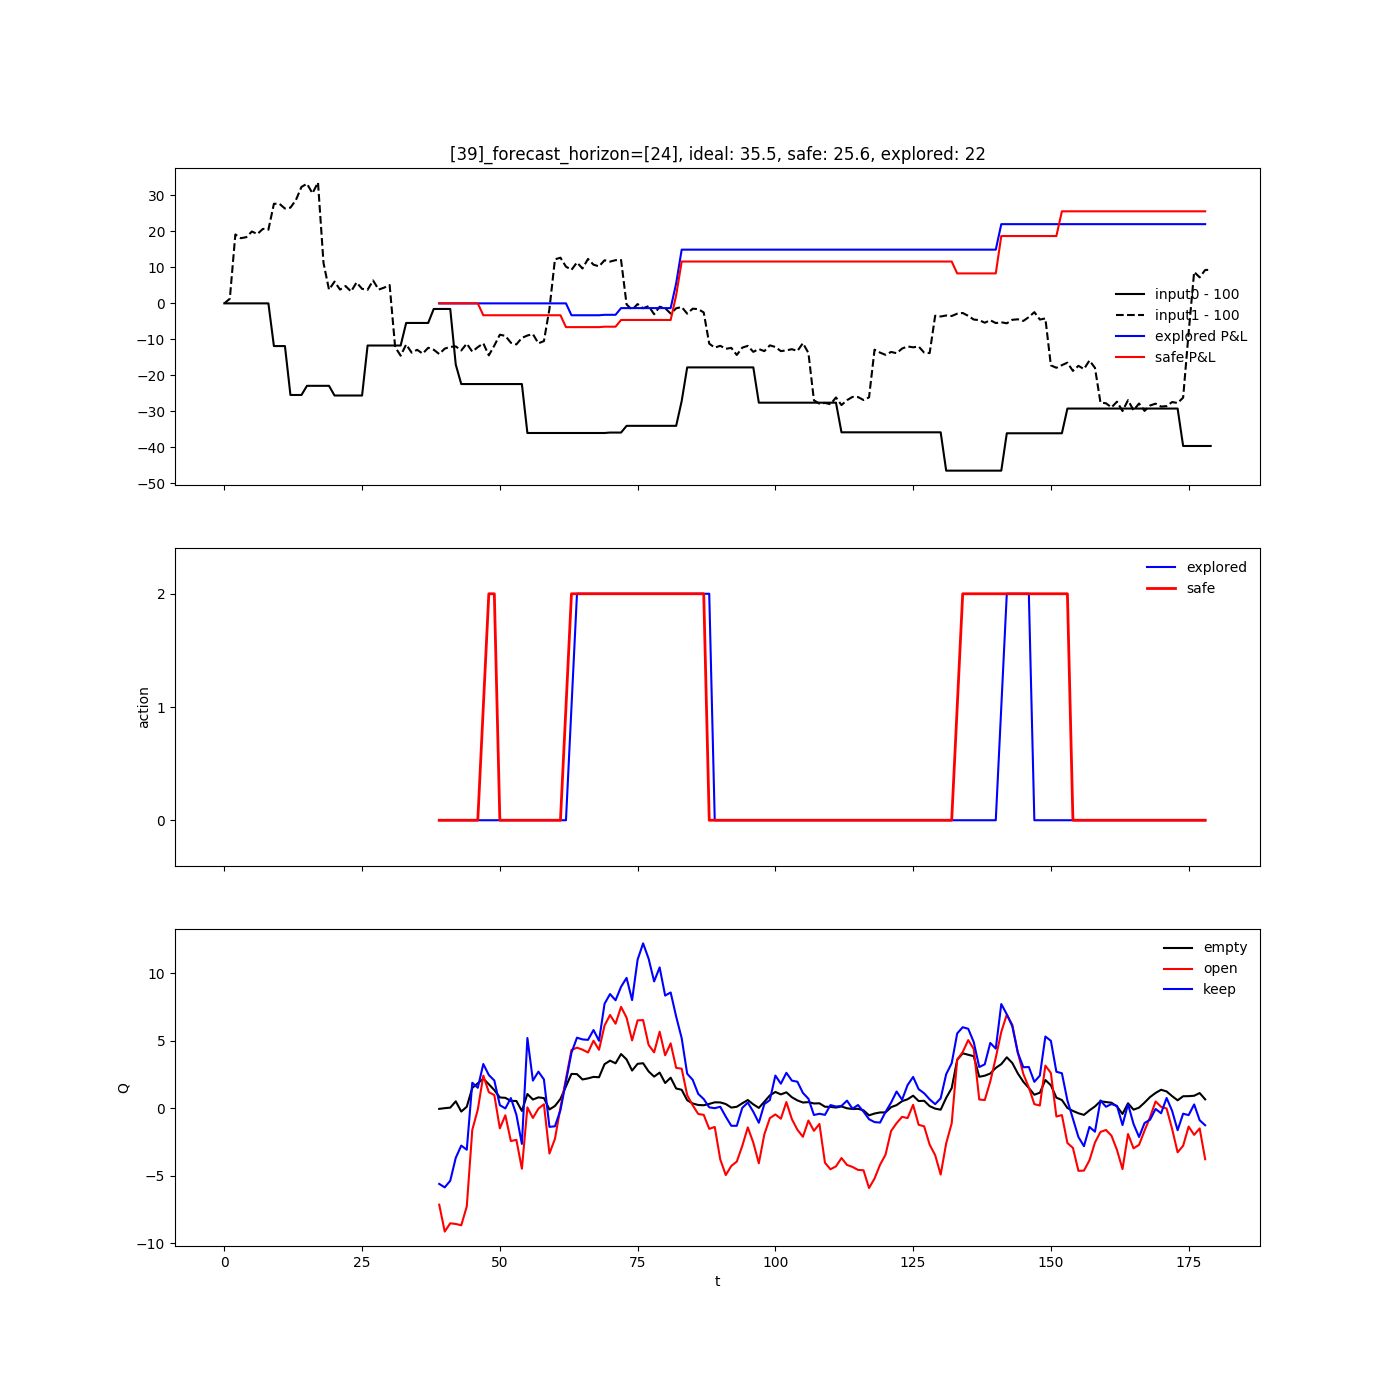 [39]_forecast_horizon=[24], ideal: 35.5, safe: 25.6, explored: 22
30
20
10
0
−10
−20
−30
−40
−50
input0 - 100
input1 - 100
explored P&L
safe P&L
2
1
0
action
explored
safe
10
5
0
−5
−10
Q
empty
open
keep
0 25 50 75 100 125 150 175
t